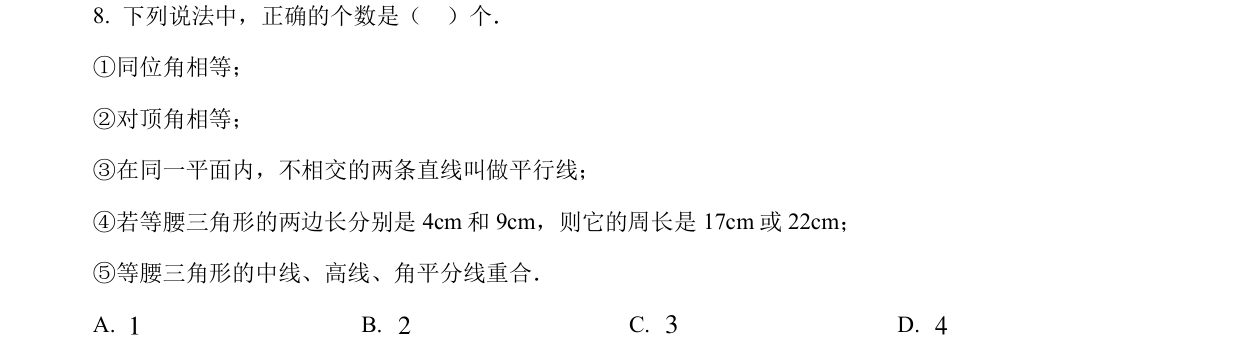 8. 下列说法中，正确的个数是（　）个.
①同位角相等；
②对顶角相等；
③在同一平面内，不相交的两条直线叫做平行线；
④若等腰三角形的两边长分别是 4cm 和 9cm，则它的周长是 17cm 或 22cm；
⑤等腰三角形的中线、高线、角平分线重合.
A. 1 B. 2 C. 3 D. 4